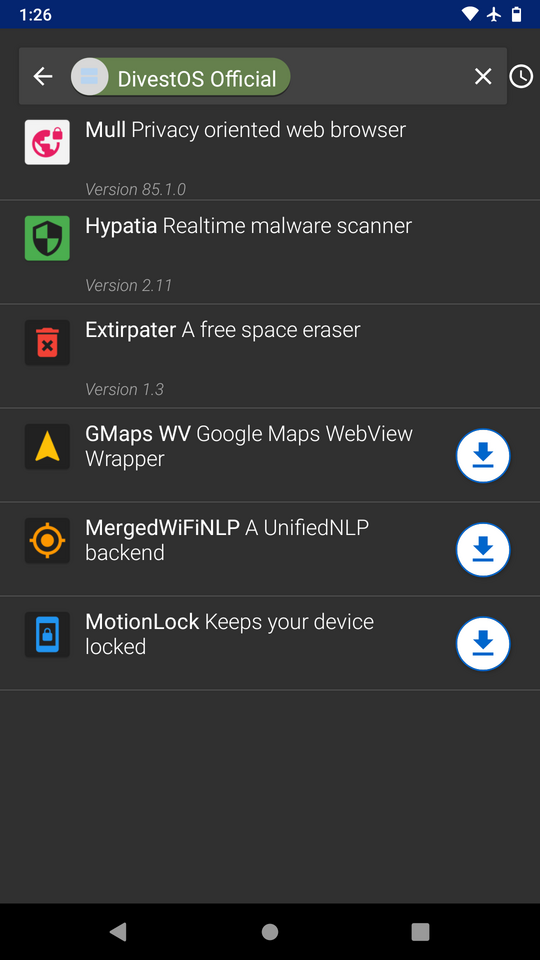 1:26
DivestOS Official
Mull Privacy oriented web browser
Version 85.1.0
Hypatia Realtime malware scanner
Version 2.11
Extirpater A free space eraser
Version 1.3
GMaps WV Google Maps WebView
Wrapper
MergedWiFiNLP A UnifiedNLP
backend
MotionLock Keeps your device
locked